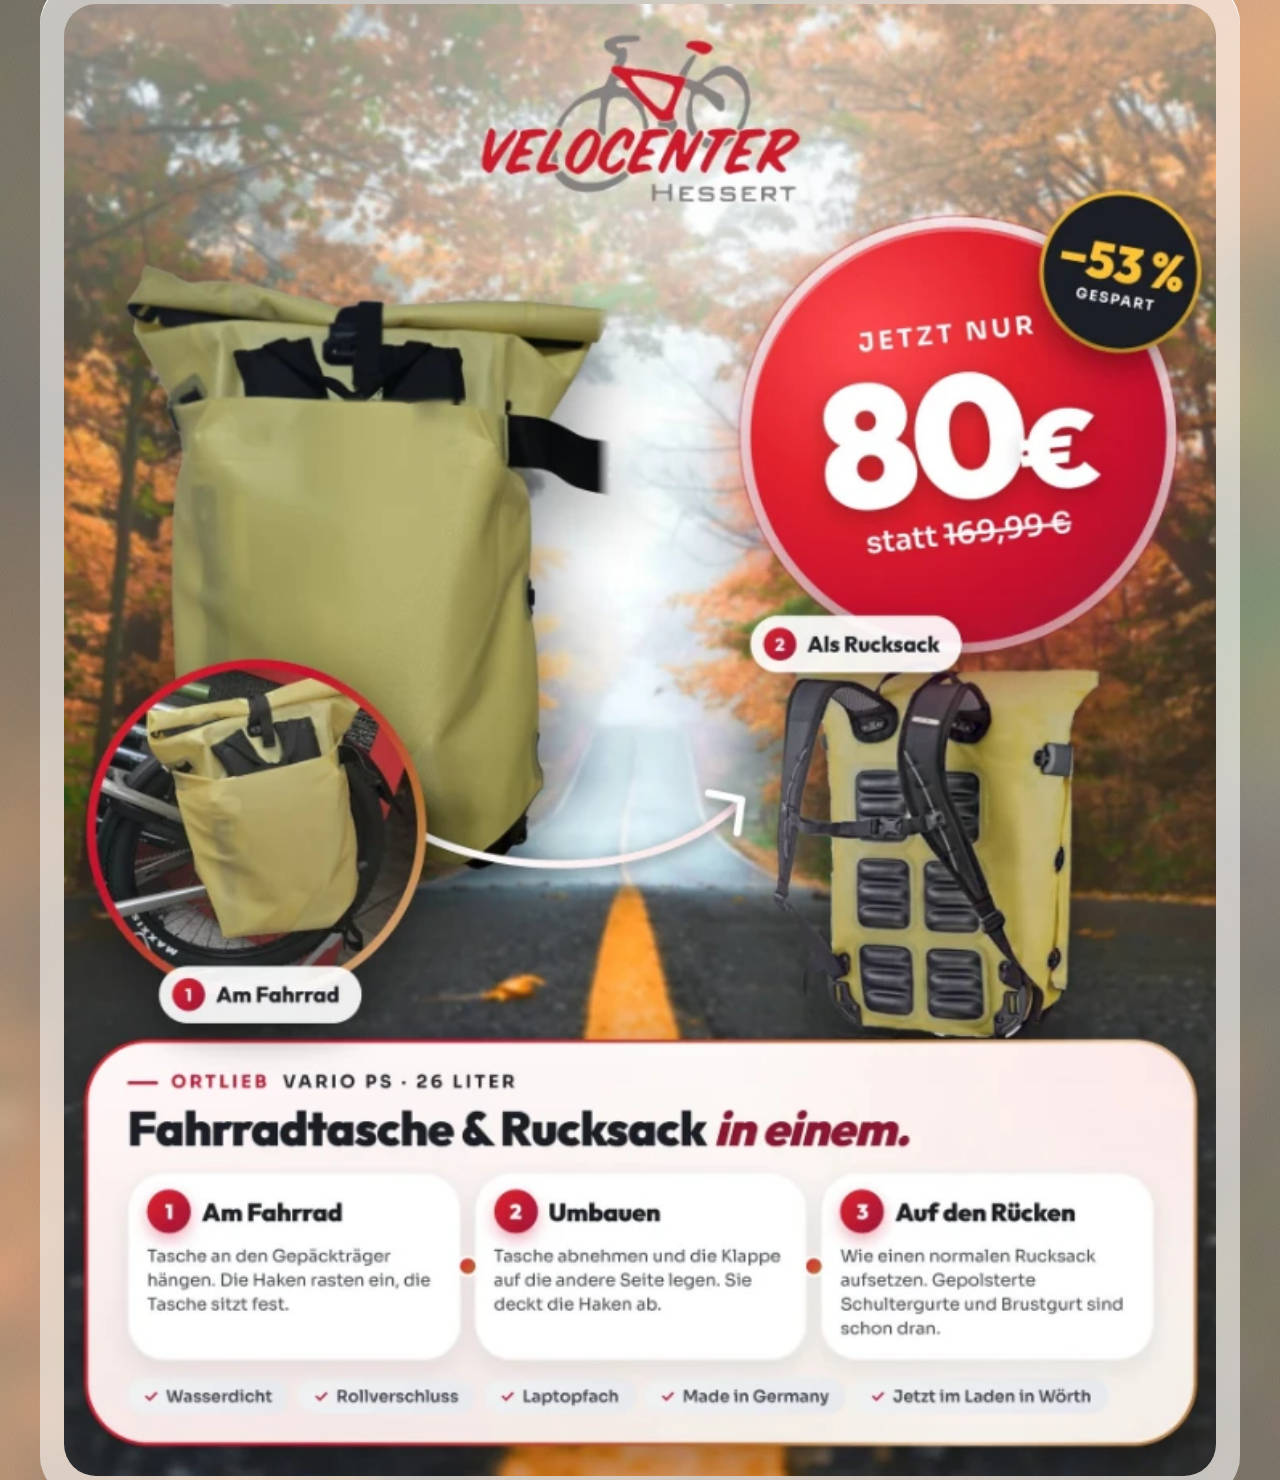 VELOCENTER
HESSERT
-53 %
GESPART
JETZT NUR
80€
statt 169,99 €
2 Als Rucksack
MAXXIS
1 Am Fahrrad
ORTLIEB VARIO PS · 26 LITER
Fahrradtasche & Rucksack in einem.
1 Am Fahrrad
Tasche an den Gepäckträger
hängen. Die Haken rasten ein, die
Tasche sitzt fest.
2 Umbauen
Tasche abnehmen und die Klappe
auf die andere Seite legen. Sie
deckt die Haken ab.
3 Auf den Rücken
Wie einen normalen Rucksack
aufsetzen. Gepolsterte
Schultergurte und Brustgurt sind
schon dran.
✓ Wasserdicht ✓ Rollverschluss ✓ Laptopfach ✓ Made in Germany ✓ Jetzt im Laden in Wörth